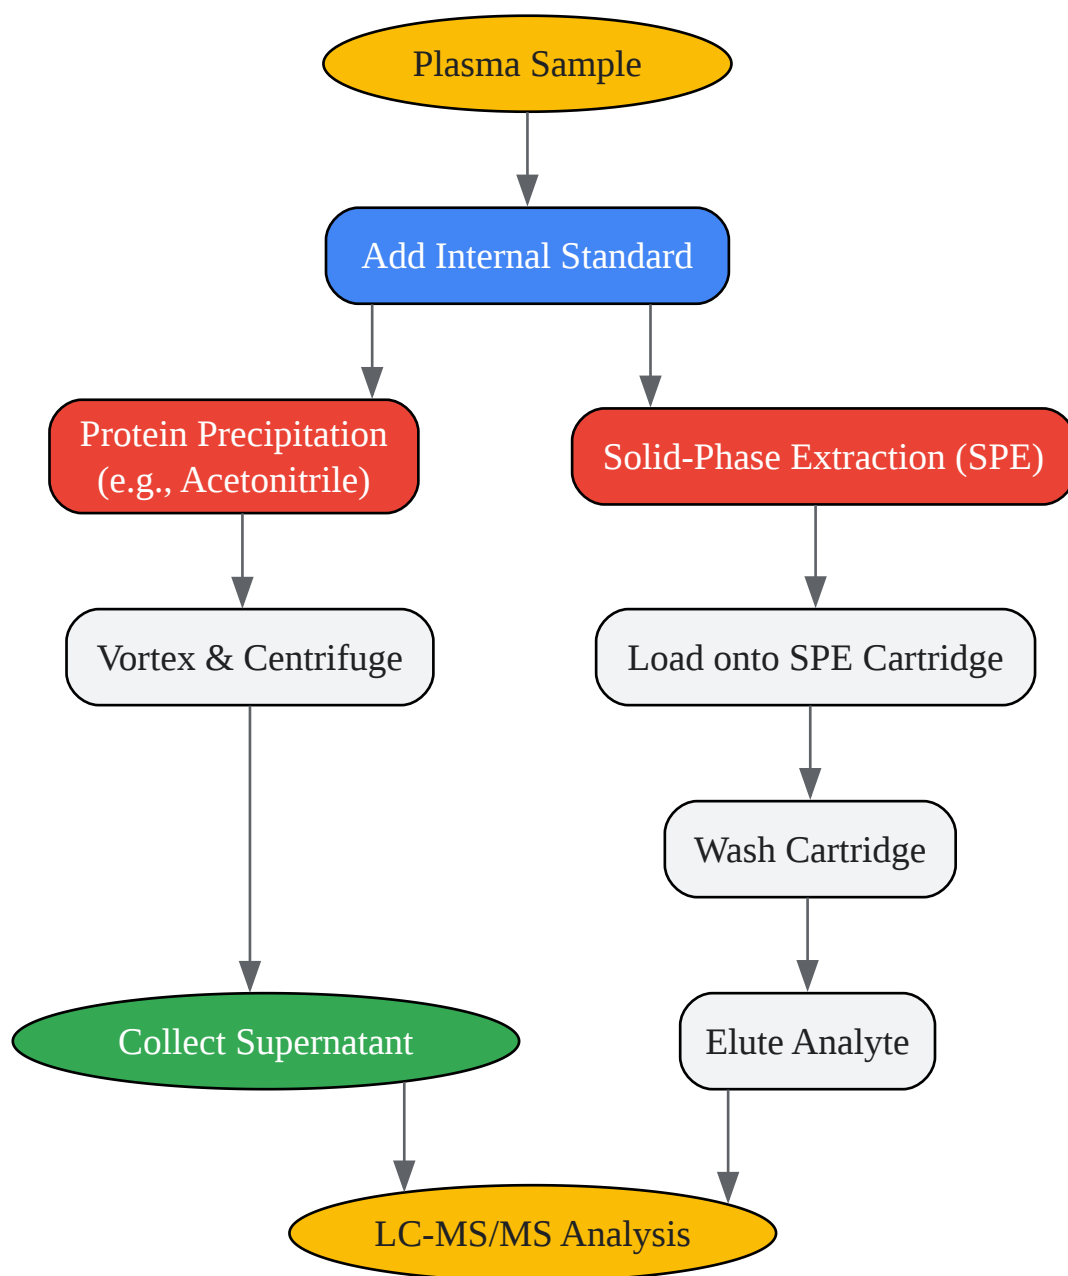 Plasma Sample
Add Internal Standard
Protein Precipitation
(e.g., Acetonitrile)
Solid-Phase Extraction (SPE)
Vortex & Centrifuge
Load onto SPE Cartridge
Wash Cartridge
Collect Supernatant
Elute Analyte
LC-MS/MS Analysis